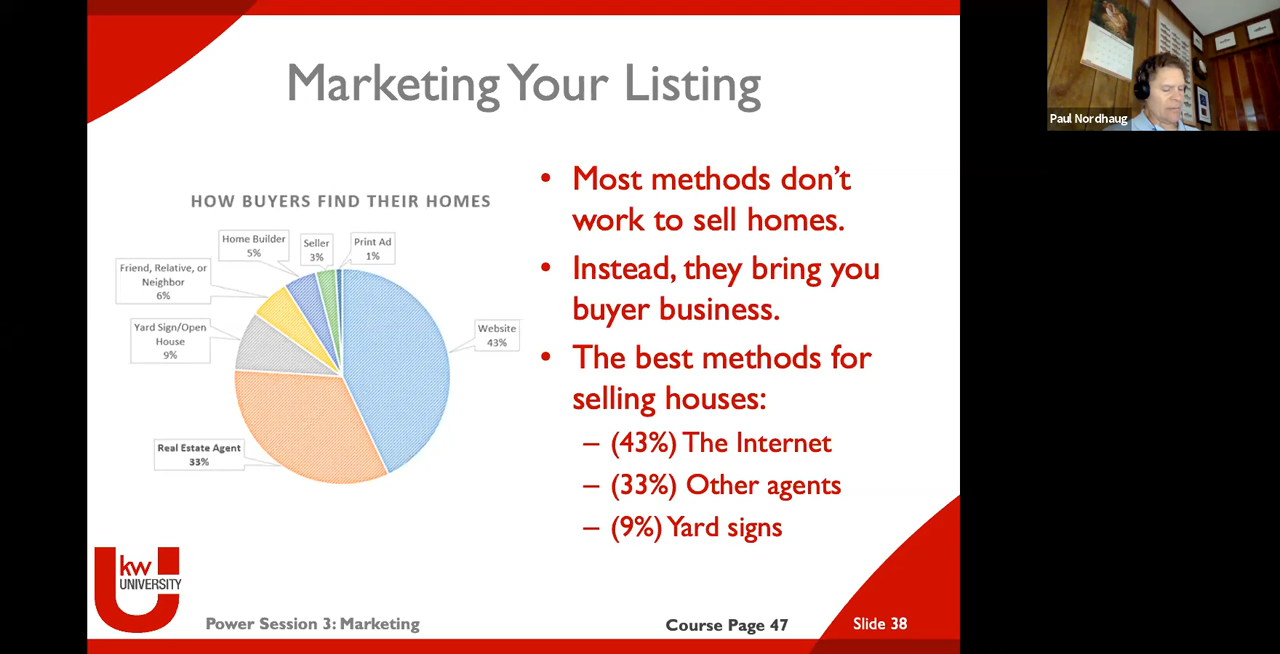 Marketing Your Listing
Paul Nordhaug
HOW BUYERS FIND THEIR HOMES
Home Builder
5%
Seller
3%
Print Ad
1%
Friend, Relative, or
Neighbor
6%
Yard Sign/Open
House
9%
Website
43%
Real Estate Agent
33%
• Most methods don't
work to sell homes.
• Instead, they bring you
buyer business.
• The best methods for
selling houses:
– (43%) The Internet
– (33%) Other agents
– (9%) Yard signs
kw
UNIVERSITY
Power Session 3: Marketing
Course Page 47
Slide 38